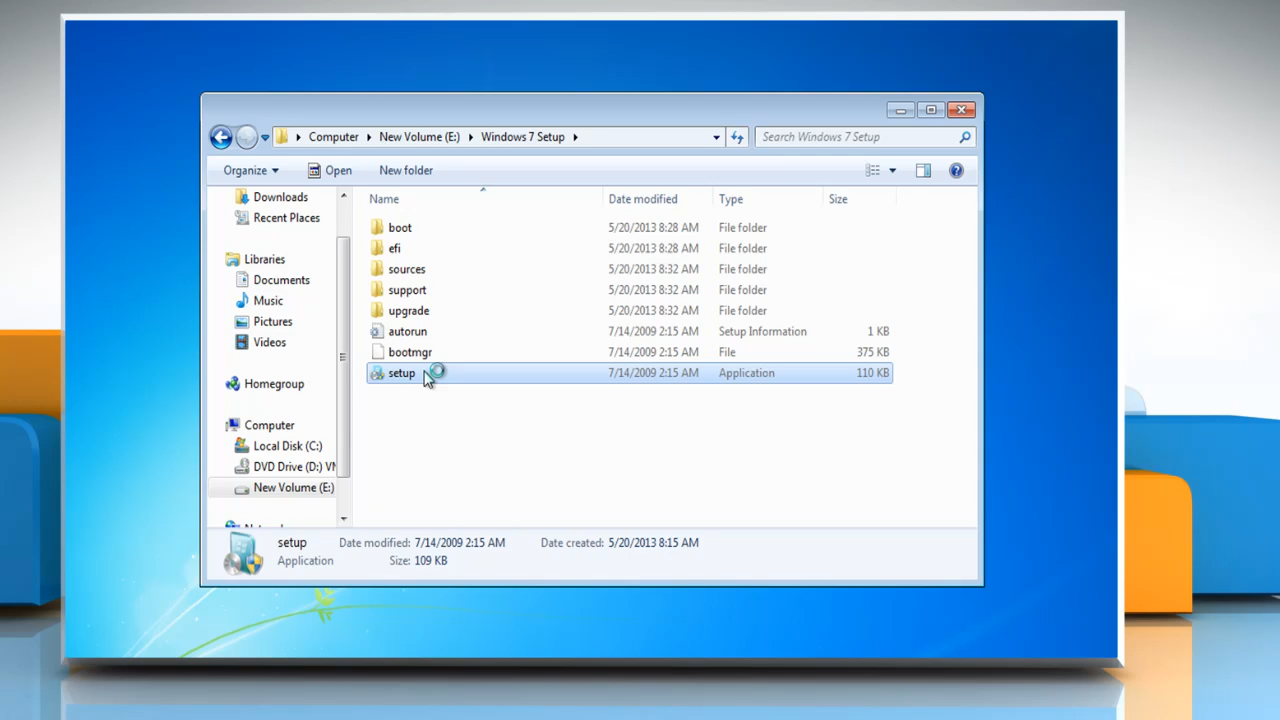 Computer New Volume (E:) Windows 7 Setup Search Windows 7 Setup
Organize Open New folder
Name Date modified Type Size
Downloads
Recent Places
Libraries
Documents
Music
Pictures
Videos
Homegroup
Computer
Local Disk (C:)
DVD Drive (D:) VM
New Volume (E:)
boot 5/20/2013 8:28 AM File folder
efi 5/20/2013 8:28 AM File folder
sources 5/20/2013 8:32 AM File folder
support 5/20/2013 8:32 AM File folder
upgrade 5/20/2013 8:32 AM File folder
autorun 7/14/2009 2:15 AM Setup Information 1 KB
bootmgr 7/14/2009 2:15 AM File 375 KB
setup 7/14/2009 2:15 AM Application 110 KB
setup Date modified: 7/14/2009 2:15 AM Date created: 5/20/2013 8:15 AM
Application Size: 109 KB